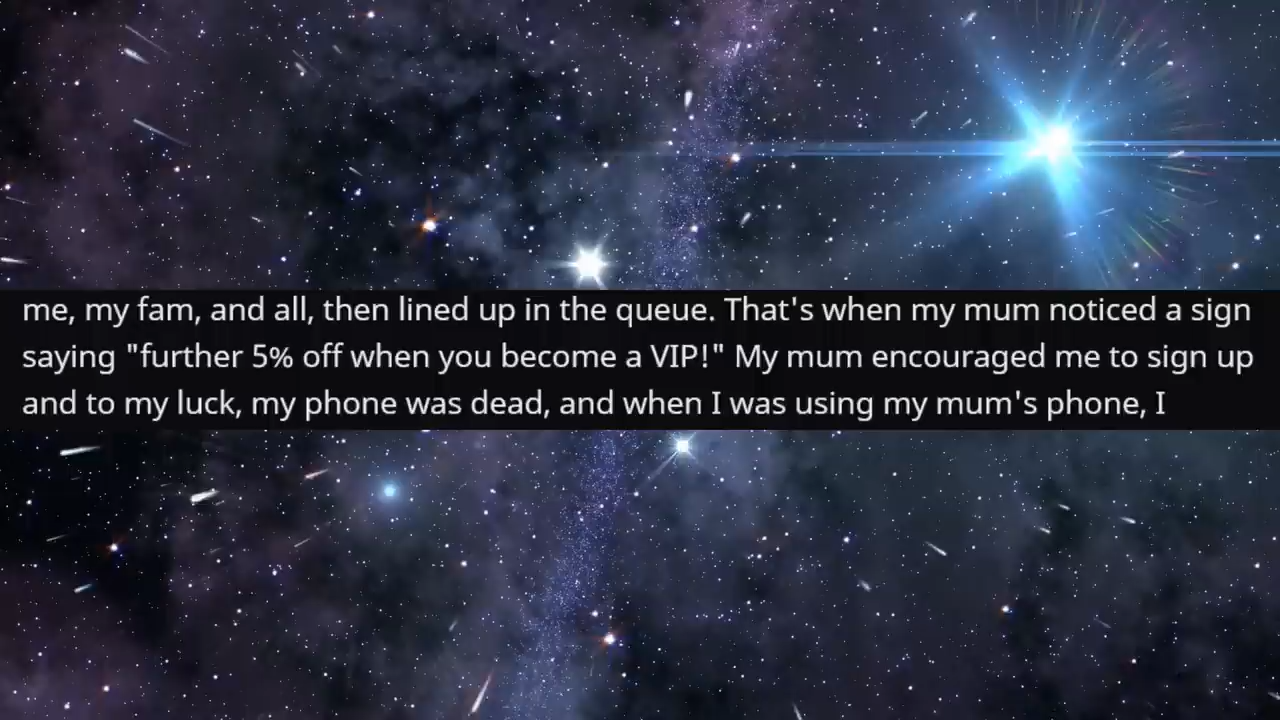 me, my fam, and all, then lined up in the queue. That's when my mum noticed a sign
saying "further 5% off when you become a VIP!" My mum encouraged me to sign up
and to my luck, my phone was dead, and when I was using my mum's phone, I